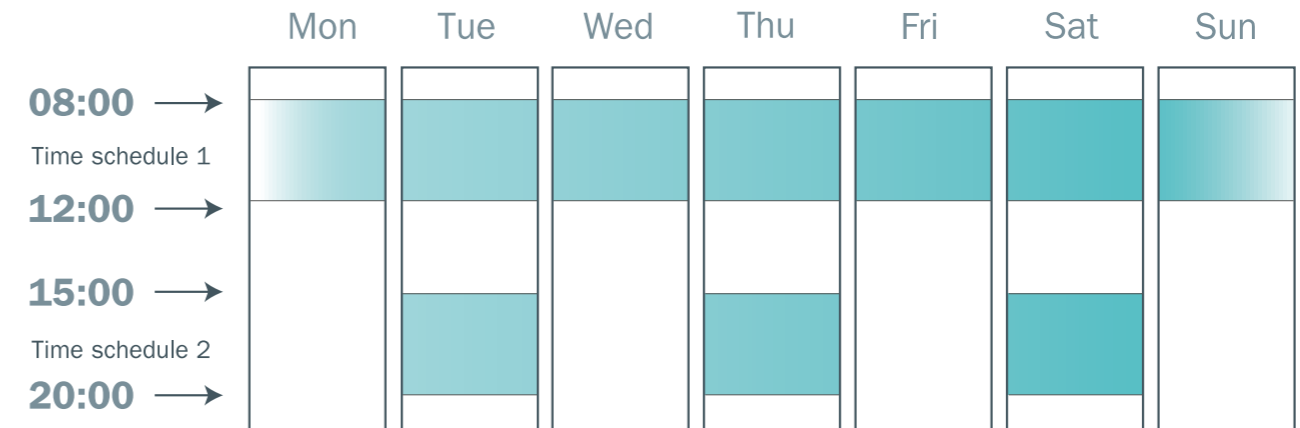 Mon Tue Wed Thu Fri Sat Sun
08:00
Time schedule 1
12:00
15:00
Time schedule 2
20:00